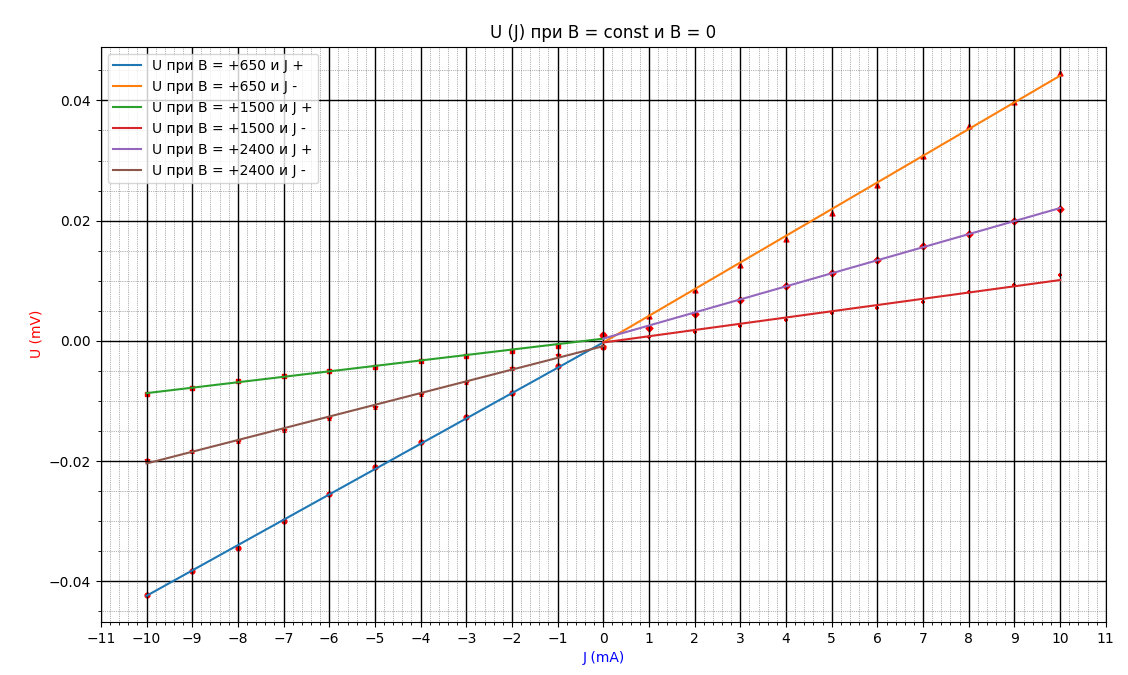 U (J) при B = const и B = 0
U при B = +650 и J +
U при B = +650 и J -
U при B = +1500 и J +
U при B = +1500 и J -
U при B = +2400 и J +
U при B = +2400 и J -
0.04
0.02
0.00
−0.02
−0.04
U (mV)
−11 −10 −9 −8 −7 −6 −5 −4 −3 −2 −1 0 1 2 3 4 5 6 7 8 9 10 11
J (mA)